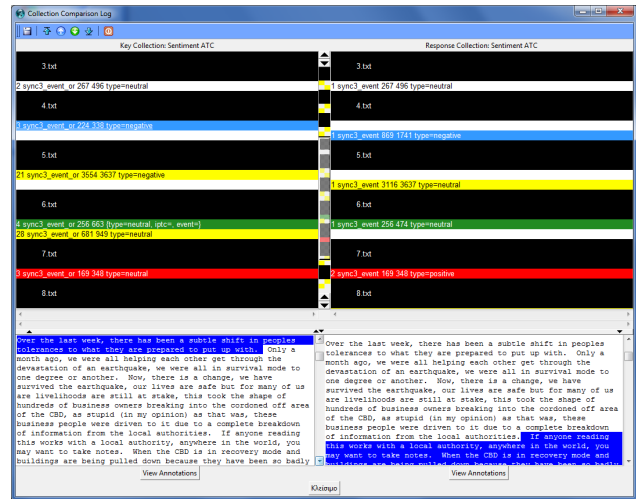 Collection Comparison Log
Key Collection: Sentiment ATC
Response Collection: Sentiment ATC
3.txt
3.txt
2 sync3_event_or 267 496 type=neutral
1 sync3_event 267 496 type=neutral
4.txt
4.txt
3 sync3_event_or 224 338 type=negative
1 sync3_event 869 1741 type=negative
5.txt
5.txt
21 sync3_event_or 3554 3637 type=negative
1 sync3_event 3116 3637 type=neutral
6.txt
6.txt
4 sync3_event_or 256 663 {type=neutral, iptc=, event=}
1 sync3_event 256 474 type=neutral
28 sync3_event_or 681 949 type=neutral
7.txt
7.txt
3 sync3_event_or 169 348 type=neutral
2 sync3_event 169 348 type=positive
8.txt
8.txt
Over the last week, there has been a subtle shift in peoples
tolerances to what they are prepared to put up with. Only a
month ago, we were all helping each other get through the
devastation of an earthquake, we were all in survival mode to
one degree or another. Now, there is a change, we have
survived the earthquake, our lives are safe but for many of us
are livelihoods are still at stake, this took the shape of
hundreds of business owners breaking into the cordoned off area
of the CBD, as stupid (in my opinion) as that was, these
business people were driven to it due to a complete breakdown
of information from the local authorities. If anyone reading
this works with a local authority, anywhere in the world, you
may want to take notes. When the CBD is in recovery mode and
buildings are being pulled down because they have been so badly
Over the last week, there has been a subtle shift in peoples
tolerances to what they are prepared to put up with. Only a
month ago, we were all helping each other get through the
devastation of an earthquake, we were all in survival mode to
one degree or another. Now, there is a change, we have
survived the earthquake, our lives are safe but for many of us
are livelihoods are still at stake, this took the shape of
hundreds of business owners breaking into the cordoned off area
of the CBD, as stupid (in my opinion) as that was, these
business people were driven to it due to a complete breakdown
of information from the local authorities. If anyone reading
this works with a local authority, anywhere in the world, you
may want to take notes. When the CBD is in recovery mode and
buildings are being pulled down because they have been so badly
View Annotations
View Annotations
Κλείσιμο